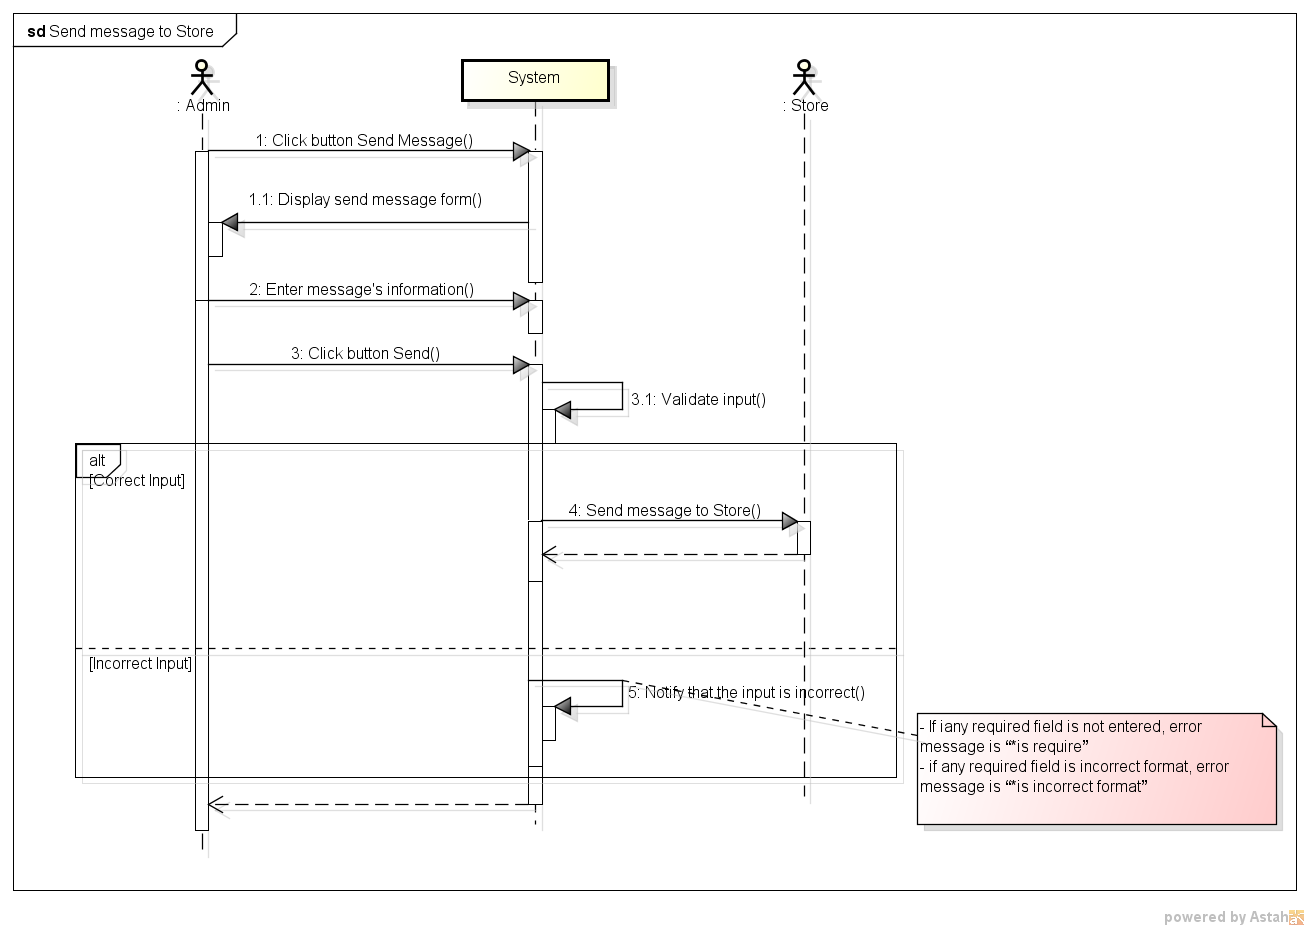 sd Send message to Store
System
: Admin
: Store
1: Click button Send Message()
1.1: Display send message form()
2: Enter message's information()
3: Click button Send()
3.1: Validate input()
alt
[Correct Input]
4: Send message to Store()
[Incorrect Input]
5: Notify that the input is incorrect()
- If iany required field is not entered, error
message is “*is require”
- if any required field is incorrect format, error
message is “*is incorrect format”
powered by Astah